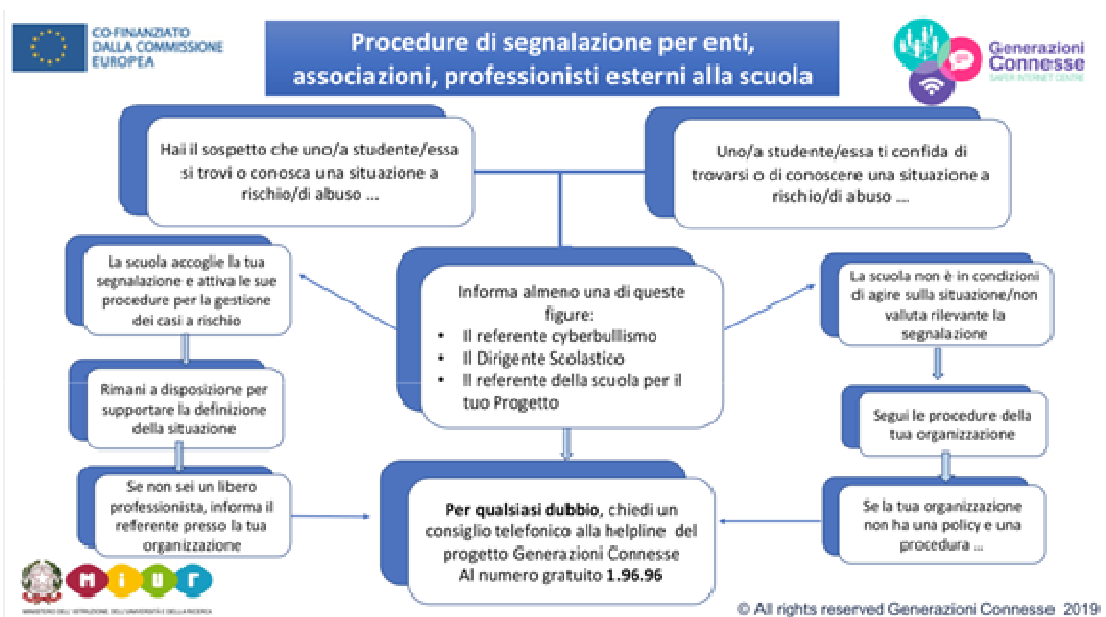 CO-FINANZIATO
DALLA COMMISSIONE
EUROPEA
Procedure di segnalazione per enti,
associazioni, professionisti esterni alla scuola
Generazioni
Connesse
SAFER INTERNET CENTRE
Hai il sospetto che uno/a studente/essa
si trovi o conosca una situazione a
rischio/di abuso ....
Uno/a studente/essa ti confida di
trovarsi o di conoscere una situazione a
rischio/di abuso ....
La scuola accoglie la tua
segnalazione e attiva le sue
procedure per la gestione
dei casi a rischio
Informa almeno una di queste
figure:
• Il referente cyberbullismo
• Il Dirigente Scolastico
• Il referente della scuola per il
tuo Progetto
La scuola non è in condizioni
di agire sulla situazione/non
valuta rilevante la
segnalazione
Rimani a disposizione per
supportare la definizione
della situazione
Segui le procedure della
tua organizzazione
Se non sei un libero
professionista, informa il
referente presso la tua
organizzazione
Per qualsiasi dubbio, chiedi un
consiglio telefonico alla helpline del
progetto Generazioni Connesse
Al numero gratuito 1.96.96
Se la tua organizzazione
non ha una policy e una
procedura ...
miur
MINISTERO DELL'ISTRUZIONE, DELL'UNIVERSITÀ E DELLA RICERCA
© All rights reserved Generazioni Connesse 2019